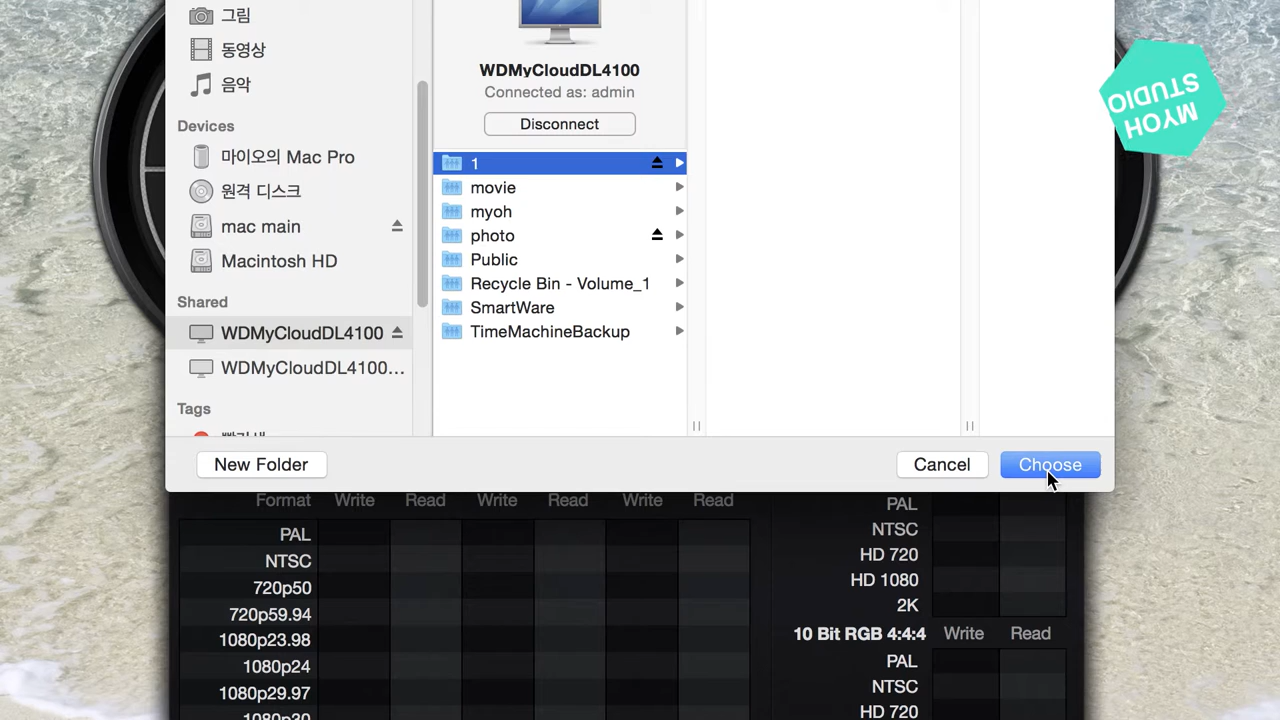 그림
동영상
음악
Devices
마이오의 Mac Pro
원격 디스크
mac main
Macintosh HD
Shared
WDMyCloudDL4100
WDMyCloudDL4100...
Tags
WDMyCloudDL4100
Connected as: admin
Disconnect
1
movie
myoh
photo
Public
Recycle Bin - Volume_1
SmartWare
TimeMachineBackup
New Folder
Cancel
Choose
MYOH
STUDIO
Format Write Read Write Read Write Read
PAL
NTSC
720p50
720p59.94
1080p23.98
1080p24
1080p29.97
1080p30
PAL
NTSC
HD 720
HD 1080
2K
10 Bit RGB 4:4:4 Write Read
PAL
NTSC
HD 720